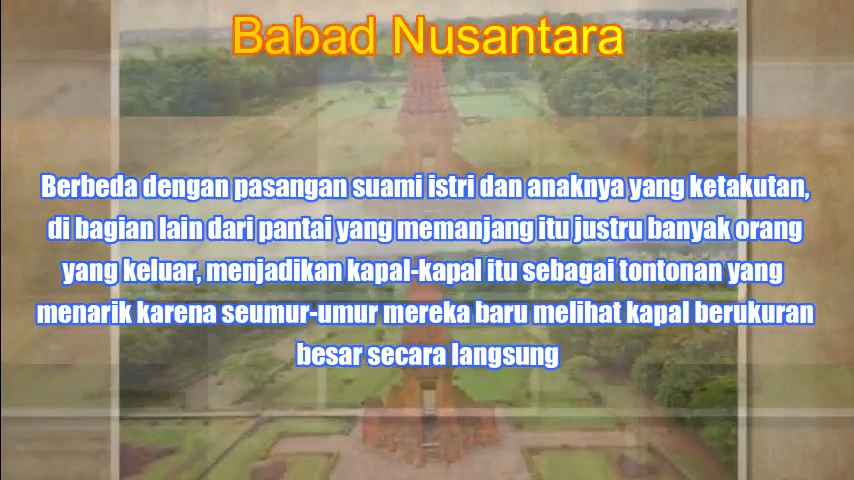 Babad Nusantara
Berbeda dengan pasangan suami istri dan anaknya yang ketakutan,
di bagian lain dari pantai yang memanjang itu justru banyak orang
yang keluar, menjadikan kapal-kapal itu sebagai tontonan yang
menarik karena seumur-umur mereka baru melihat kapal berukuran
besar secara langsung